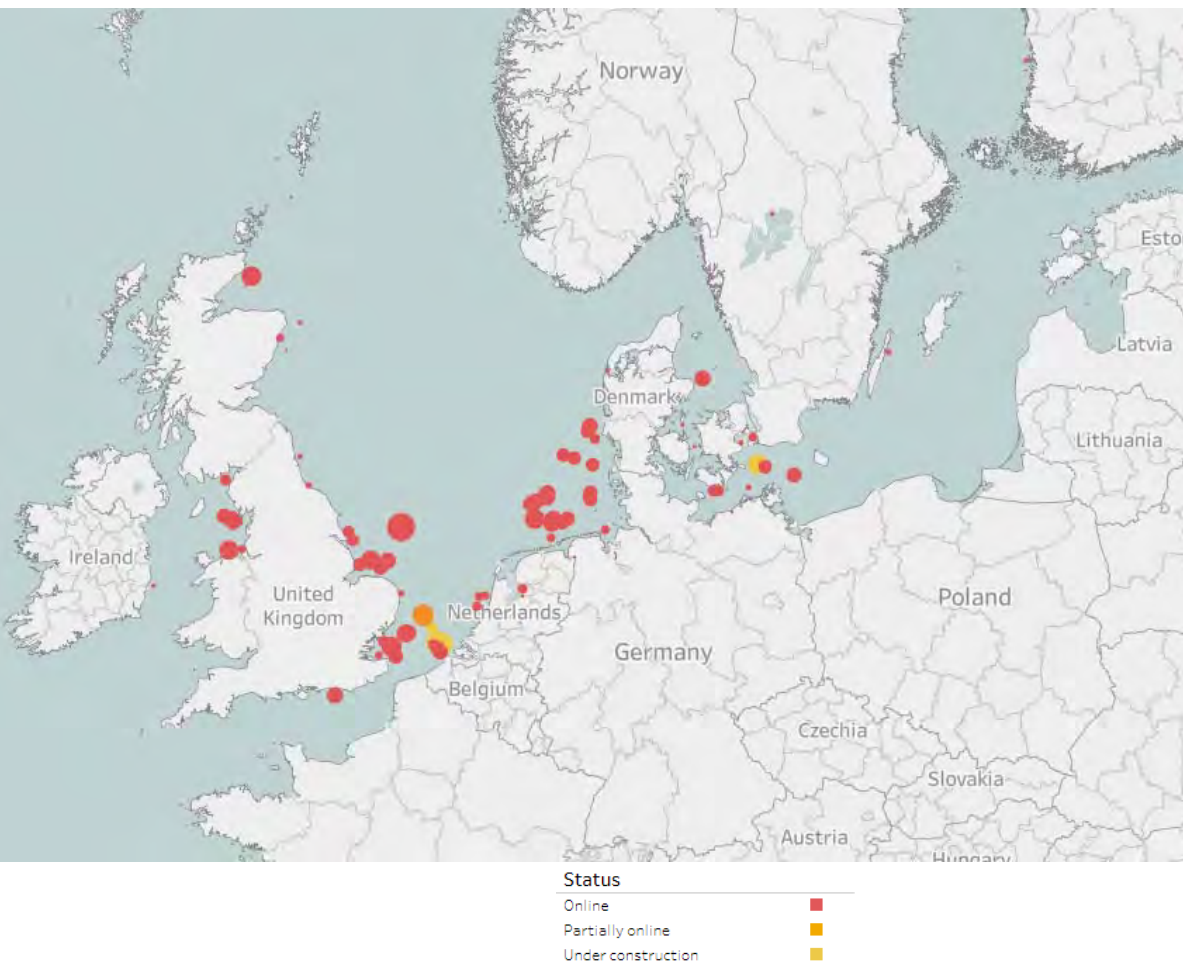 Norway
Esto
Latvia
Denmark
Lithuania
Ireland
United
Kingdom
Netherlands
Poland
Germany
Belgium
Czechia
Slovakia
Austria
Hungary
Status
Online
Partially online
Under construction